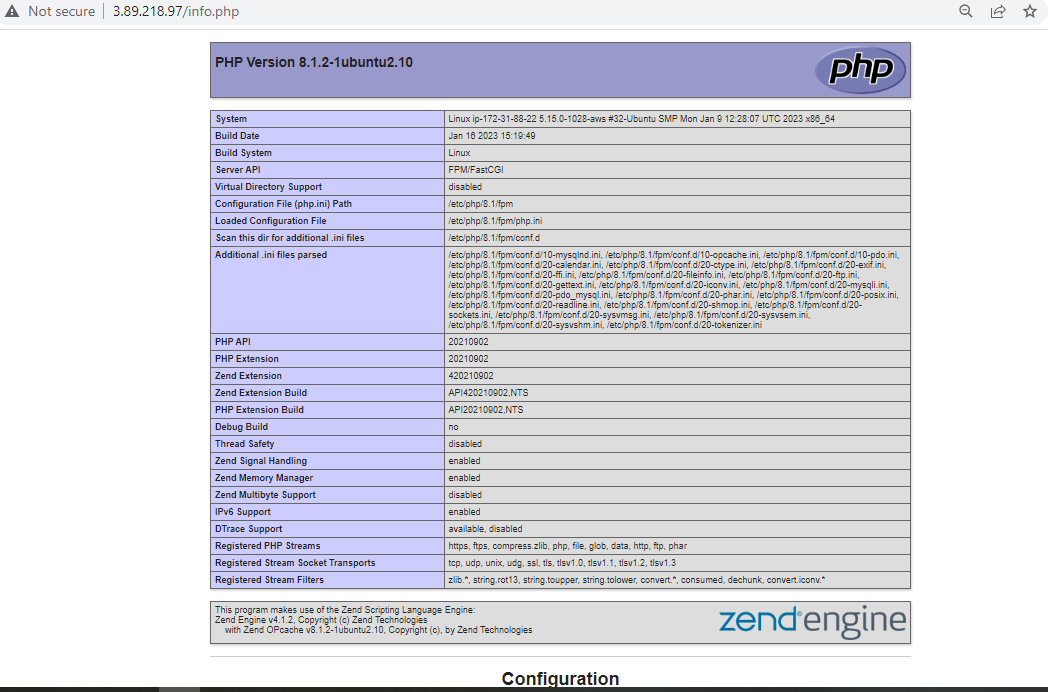 Not secure | 3.89.218.97/info.php
PHP Version 8.1.2-1ubuntu2.10
php
System Linux ip-172-31-88-22 5.15.0-1028-aws #32-Ubuntu SMP Mon Jan 9 12:28:07 UTC 2023 x86_64
Build Date Jan 16 2023 15:19:49
Build System Linux
Server API FPM/FastCGI
Virtual Directory Support disabled
Configuration File (php.ini) Path /etc/php/8.1/fpm
Loaded Configuration File /etc/php/8.1/fpm/php.ini
Scan this dir for additional .ini files /etc/php/8.1/fpm/conf.d
Additional .ini files parsed /etc/php/8.1/fpm/conf.d/10-mysqlnd.ini, /etc/php/8.1/fpm/conf.d/10-opcache.ini, /etc/php/8.1/fpm/conf.d/10-pdo.ini,
/etc/php/8.1/fpm/conf.d/20-calendar.ini, /etc/php/8.1/fpm/conf.d/20-ctype.ini, /etc/php/8.1/fpm/conf.d/20-exif.ini,
/etc/php/8.1/fpm/conf.d/20-ffi.ini, /etc/php/8.1/fpm/conf.d/20-fileinfo.ini, /etc/php/8.1/fpm/conf.d/20-ftp.ini,
/etc/php/8.1/fpm/conf.d/20-gettext.ini, /etc/php/8.1/fpm/conf.d/20-iconv.ini, /etc/php/8.1/fpm/conf.d/20-mysqli.ini,
/etc/php/8.1/fpm/conf.d/20-pdo_mysql.ini, /etc/php/8.1/fpm/conf.d/20-phar.ini, /etc/php/8.1/fpm/conf.d/20-posix.ini,
/etc/php/8.1/fpm/conf.d/20-readline.ini, /etc/php/8.1/fpm/conf.d/20-shmop.ini, /etc/php/8.1/fpm/conf.d/20-
sockets.ini, /etc/php/8.1/fpm/conf.d/20-sysvmsg.ini, /etc/php/8.1/fpm/conf.d/20-sysvsem.ini,
/etc/php/8.1/fpm/conf.d/20-sysvshm.ini, /etc/php/8.1/fpm/conf.d/20-tokenizer.ini
PHP API 20210902
PHP Extension 20210902
Zend Extension 420210902
Zend Extension Build API420210902,NTS
PHP Extension Build API20210902,NTS
Debug Build no
Thread Safety disabled
Zend Signal Handling enabled
Zend Memory Manager enabled
Zend Multibyte Support disabled
IPv6 Support enabled
DTrace Support available, disabled
Registered PHP Streams https, ftps, compress.zlib, php, file, glob, data, http, ftp, phar
Registered Stream Socket Transports tcp, udp, unix, udg, ssl, tls, tlsv1.0, tlsv1.1, tlsv1.2, tlsv1.3
Registered Stream Filters zlib.*, string.rot13, string.toupper, string.tolower, convert.*, consumed, dechunk, convert.iconv.*
This program makes use of the Zend Scripting Language Engine:
Zend Engine v4.1.2, Copyright (c) Zend Technologies
with Zend OPcache v8.1.2-1ubuntu2.10, Copyright (c), by Zend Technologies
zend engine
Configuration